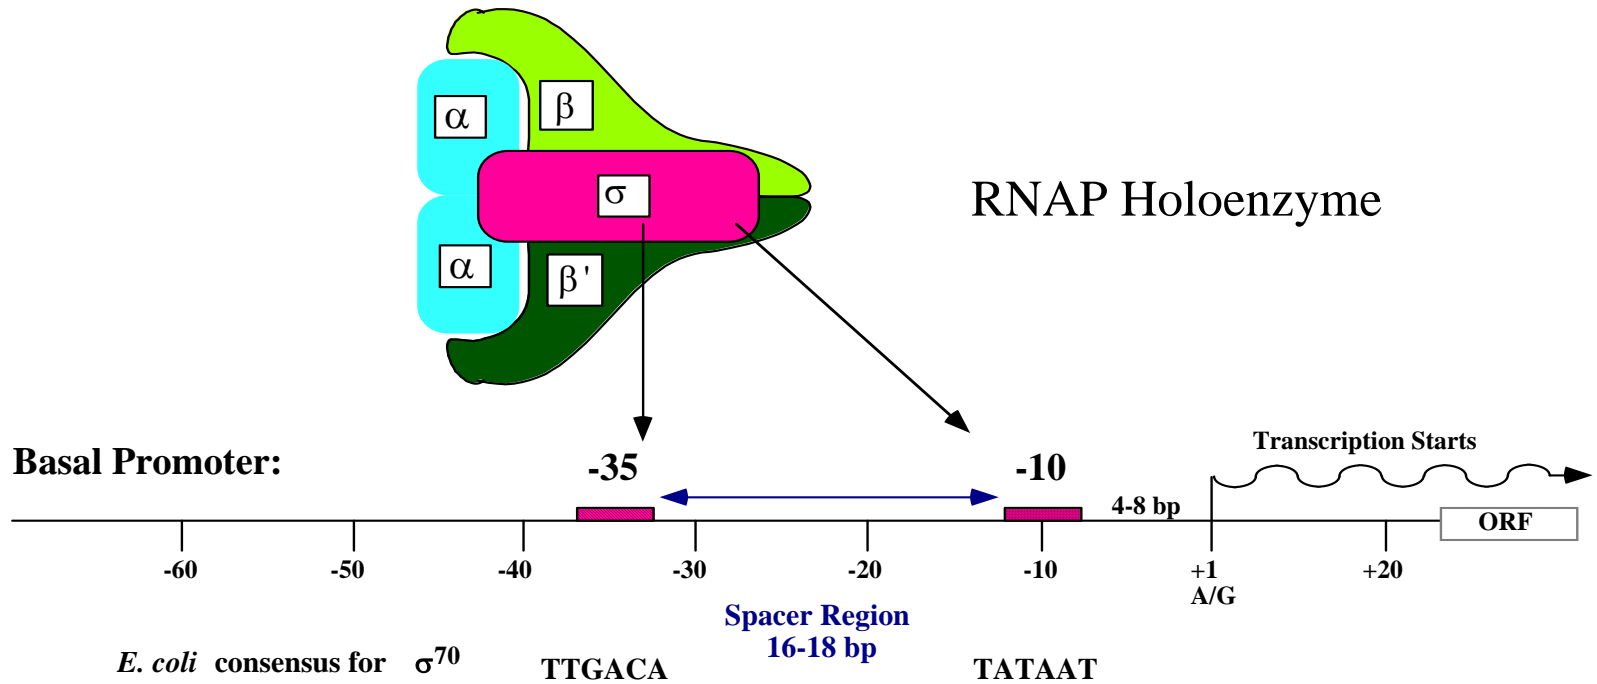 α
β
σ
RNAP Holoenzyme
α
β'
Basal Promoter:
-35
-10
Transcription Starts
4-8 bp
ORF
-60
-50
-40
-30
-20
-10
+1
+20
A/G
Spacer Region
16-18 bp
E. coli consensus for σ70
TTGACA
TATAAT